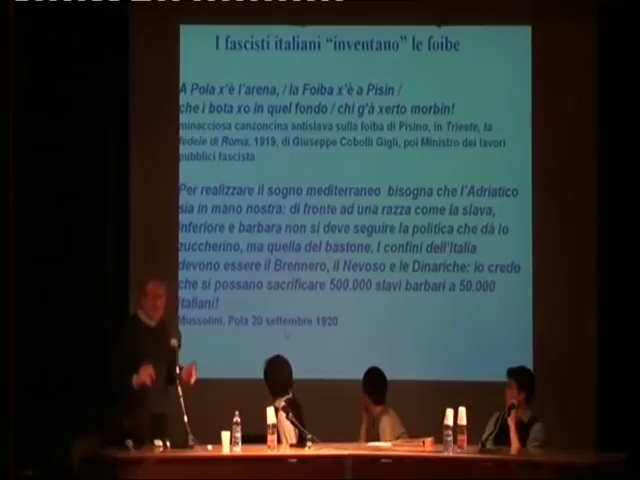 I fascisti italiani “inventano” le foibe
A Pola x'è l'arena, / la Foiba x'è a Pisin /
che i bota xo in quel fondo / chi g'à xerto morbin!
minacciosa canzoncina antislava sulla foiba di Pisino, in Trieste, la
fedele di Roma, 1919, di Giuseppe Cobolli Gigli, poi Ministro dei lavori
pubblici fascista
Per realizzare il sogno mediterraneo bisogna che l'Adriatico
sia in mano nostra: di fronte ad una razza come la slava,
inferiore e barbara non si deve seguire la politica che dà lo
zuccherino, ma quella del bastone. I confini dell'Italia
devono essere il Brennero, il Nevoso e le Dinariche: io credo
che si possano sacrificare 500.000 slavi barbari a 50.000
italiani!
Mussolini, Pola 20 settembre 1920